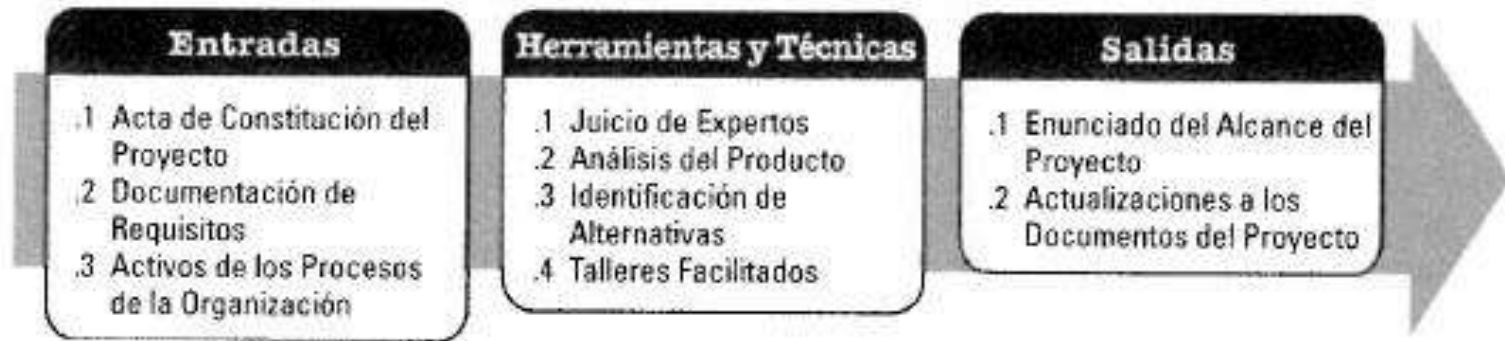 Entradas
.1 Acta de Constitución del
Proyecto
.2 Documentación de
Requisitos
.3 Activos de los Procesos
de la Organización
Herramientas y Técnicas
.1 Juicio de Expertos
.2 Análisis del Producto
.3 Identificación de
Alternativas
.4 Talleres Facilitados
Salidas
.1 Enunciado del Alcance del
Proyecto
.2 Actualizaciones a los
Documentos del Proyecto